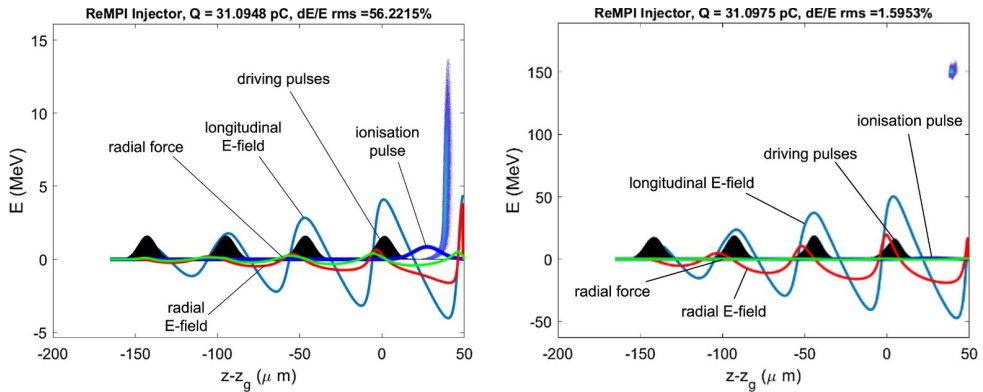 ReMPI Injector, Q = 31.0948 pC, dE/E rms =56.2215%
15
10
5
0
-5
E (MeV)
driving pulses
longitudinal
E-field
ionisation
pulse
radial force
radial
E-field
-200
-150
-100
-50
0
50
z-z_g (μ m)
ReMPI Injector, Q = 31.0975 pC, dE/E rms =1.5953%
150
100
50
0
-50
E (MeV)
ionisation pulse
driving pulses
longitudinal E-field
radial force
radial E-field
-200
-150
-100
-50
0
50
z-z_g (μ m)